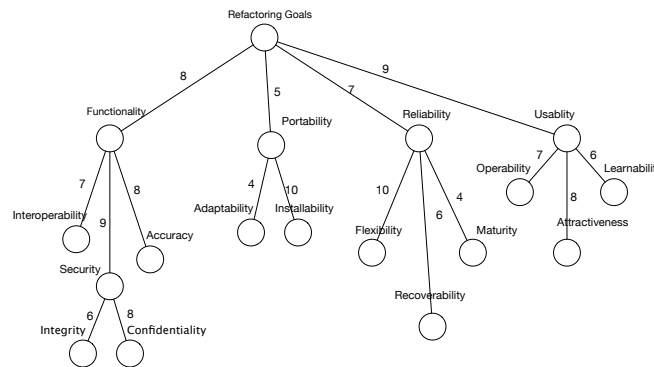 Refactoring Goals
8
5
7
9
Functionality
Portability
Reliability
Usablity
7
9
8
4
10
10
6
4
7
8
6
Interoperability
Accuracy
Adaptability
Installability
Flexibility
Maturity
Operability
Attractiveness
Learnabilit
Security
Recoverability
6
8
Integrity
Confidentiality